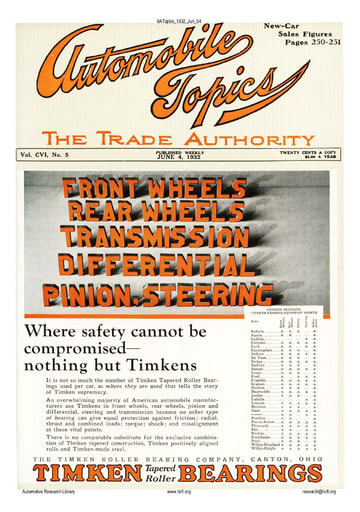 6ATopics_1932_Jun_04
New-Car
Sales Figures
Pages 250-251
Automobile
Topics
THE TRADE AUTHORITY
Vol. CVI, No. 5
PUBLISHED WEEKLY
JUNE 4, 1932
TWENTY CENTS A COPY
$2.00 A YEAR
FRONT WHEELS
REAR WHEELS
TRANSMISSION
DIFFERENTIAL
PINION, STEERING
Where safety cannot be
compromised—
nothing but Timkens
It is not so much the number of Timken Tapered Roller Bear-
ings used per car, as where they are used that tells the story
of Timken supremacy.
An overwhelming majority of American automobile manufac-
turers use Timkens in front wheels, rear wheels, pinion and
differential, steering and transmission because no other type
of bearing can give equal protection against friction; radial,
thrust and combined loads; torque; shock; and misalignment
at these vital points.
There is no comparable substitute for the exclusive combina-
tion of Timken tapered construction, Timken positively aligned
rolls and Timken-made steel.
THE TIMKEN ROLLER BEARING COMPANY, CANTON, OHIO
TIMKEN Tapered Roller BEARINGS
Automotive Research Library
www.hcfi.org
research@hcfi.org